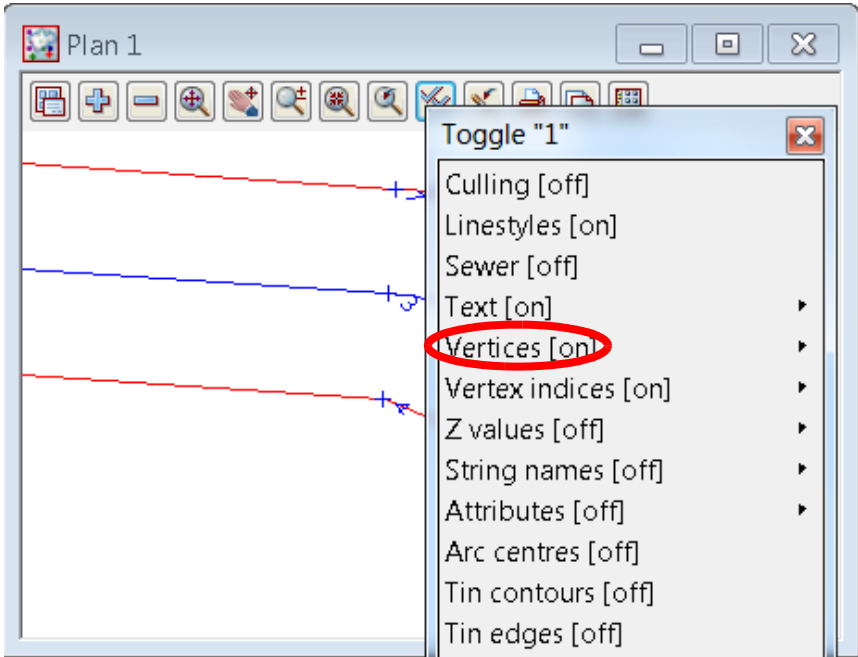 Plan 1
Toggle "1"
Culling [off]
Linestyles [on]
Sewer [off]
Text [on]
Vertices [on]
Vertex indices [on]
Z values [off]
String names [off]
Attributes [off]
Arc centres [off]
Tin contours [off]
Tin edges [off]
3